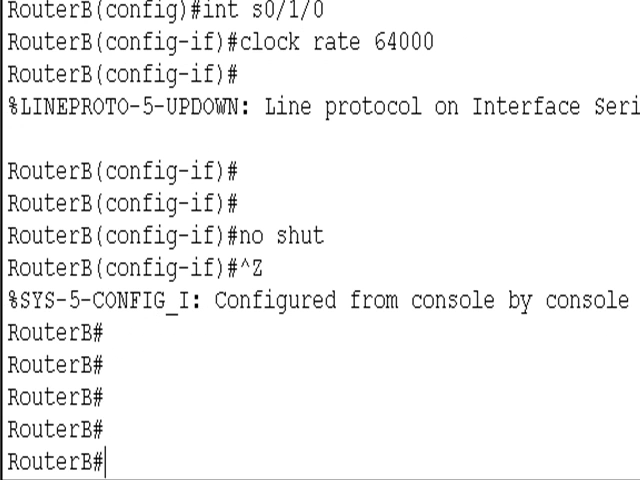 RouterB(config)#int s0/1/0
RouterB(config-if)#clock rate 64000
RouterB(config-if)#
%LINEPROTO-5-UPDOWN: Line protocol on Interface Seri
RouterB(config-if)#
RouterB(config-if)#
RouterB(config-if)#no shut
RouterB(config-if)#^Z
%SYS-5-CONFIG_I: Configured from console by console
RouterB#
RouterB#
RouterB#
RouterB#
RouterB#